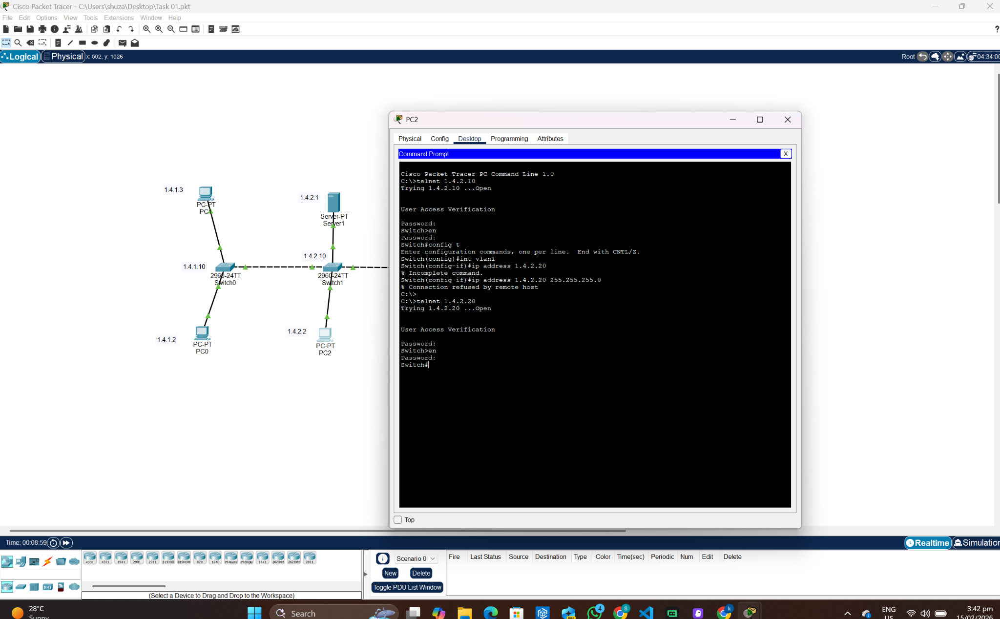 Cisco Packet Tracer - C:\Users\shuza\Desktop\Task 01.pkt
File Edit Options View Tools Extensions Window Help
?
Logical Physical x: 502, y: 1026
Root 04:34:00
PC2
Physical Config Desktop Programming Attributes
Command Prompt X
Cisco Packet Tracer PC Command Line 1.0
C:\>telnet 1.4.2.10
Trying 1.4.2.10 ...Open
User Access Verification
Password:
Switch>en
Password:
Switch#config t
Enter configuration commands, one per line.  End with CNTL/Z.
Switch(config)#int vlan1
Switch(config-if)#ip address 1.4.2.20
% Incomplete command.
Switch(config-if)#ip address 1.4.2.20 255.255.255.0
% Connection refused by remote host
C:\>
C:\>telnet 1.4.2.20
Trying 1.4.2.20 ...Open
User Access Verification
Password:
Switch>en
Password:
Switch#
Top
1.4.1.3
PC-PT
PC1
1.4.2.1
Server-PT
Server1
1.4.1.10
2960-24TT
Switch0
1.4.2.10
2960-24TT
Switch1
1.4.1.2
PC-PT
PC0
1.4.2.2
PC-PT
PC2
Time: 00:08:59
Realtime Simulation
4331 4321 1941 2901 2911 819IOX 819HGW 829 1240 PT-Router PT-Empty 1841 2620XM 2621XM 2811
(Select a Device to Drag and Drop to the Workspace)
Scenario 0
New Delete
Toggle PDU List Window
Fire Last Status Source Destination Type Color Time(sec) Periodic Num Edit Delete
28°C
Sunny
Search
4
S
k
ENG
US
3:42 pm
15/02/2026